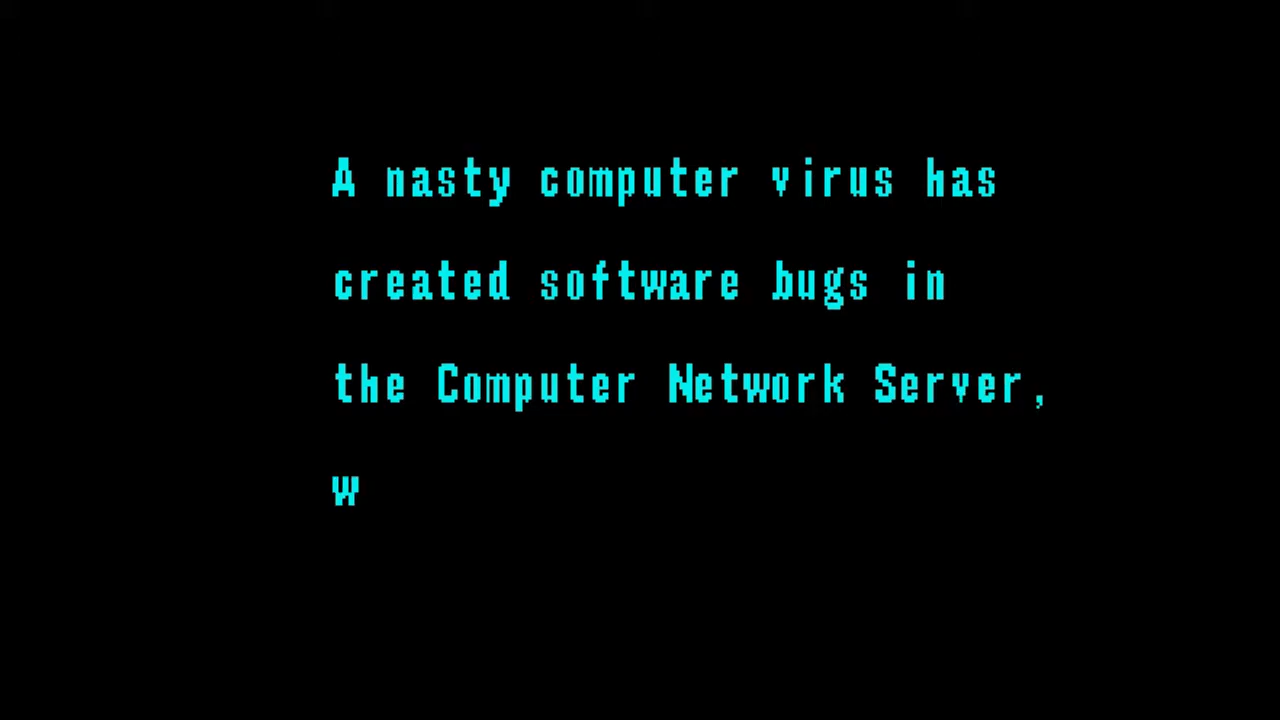 A nasty computer virus has
created software bugs in
the Computer Network Server,
w